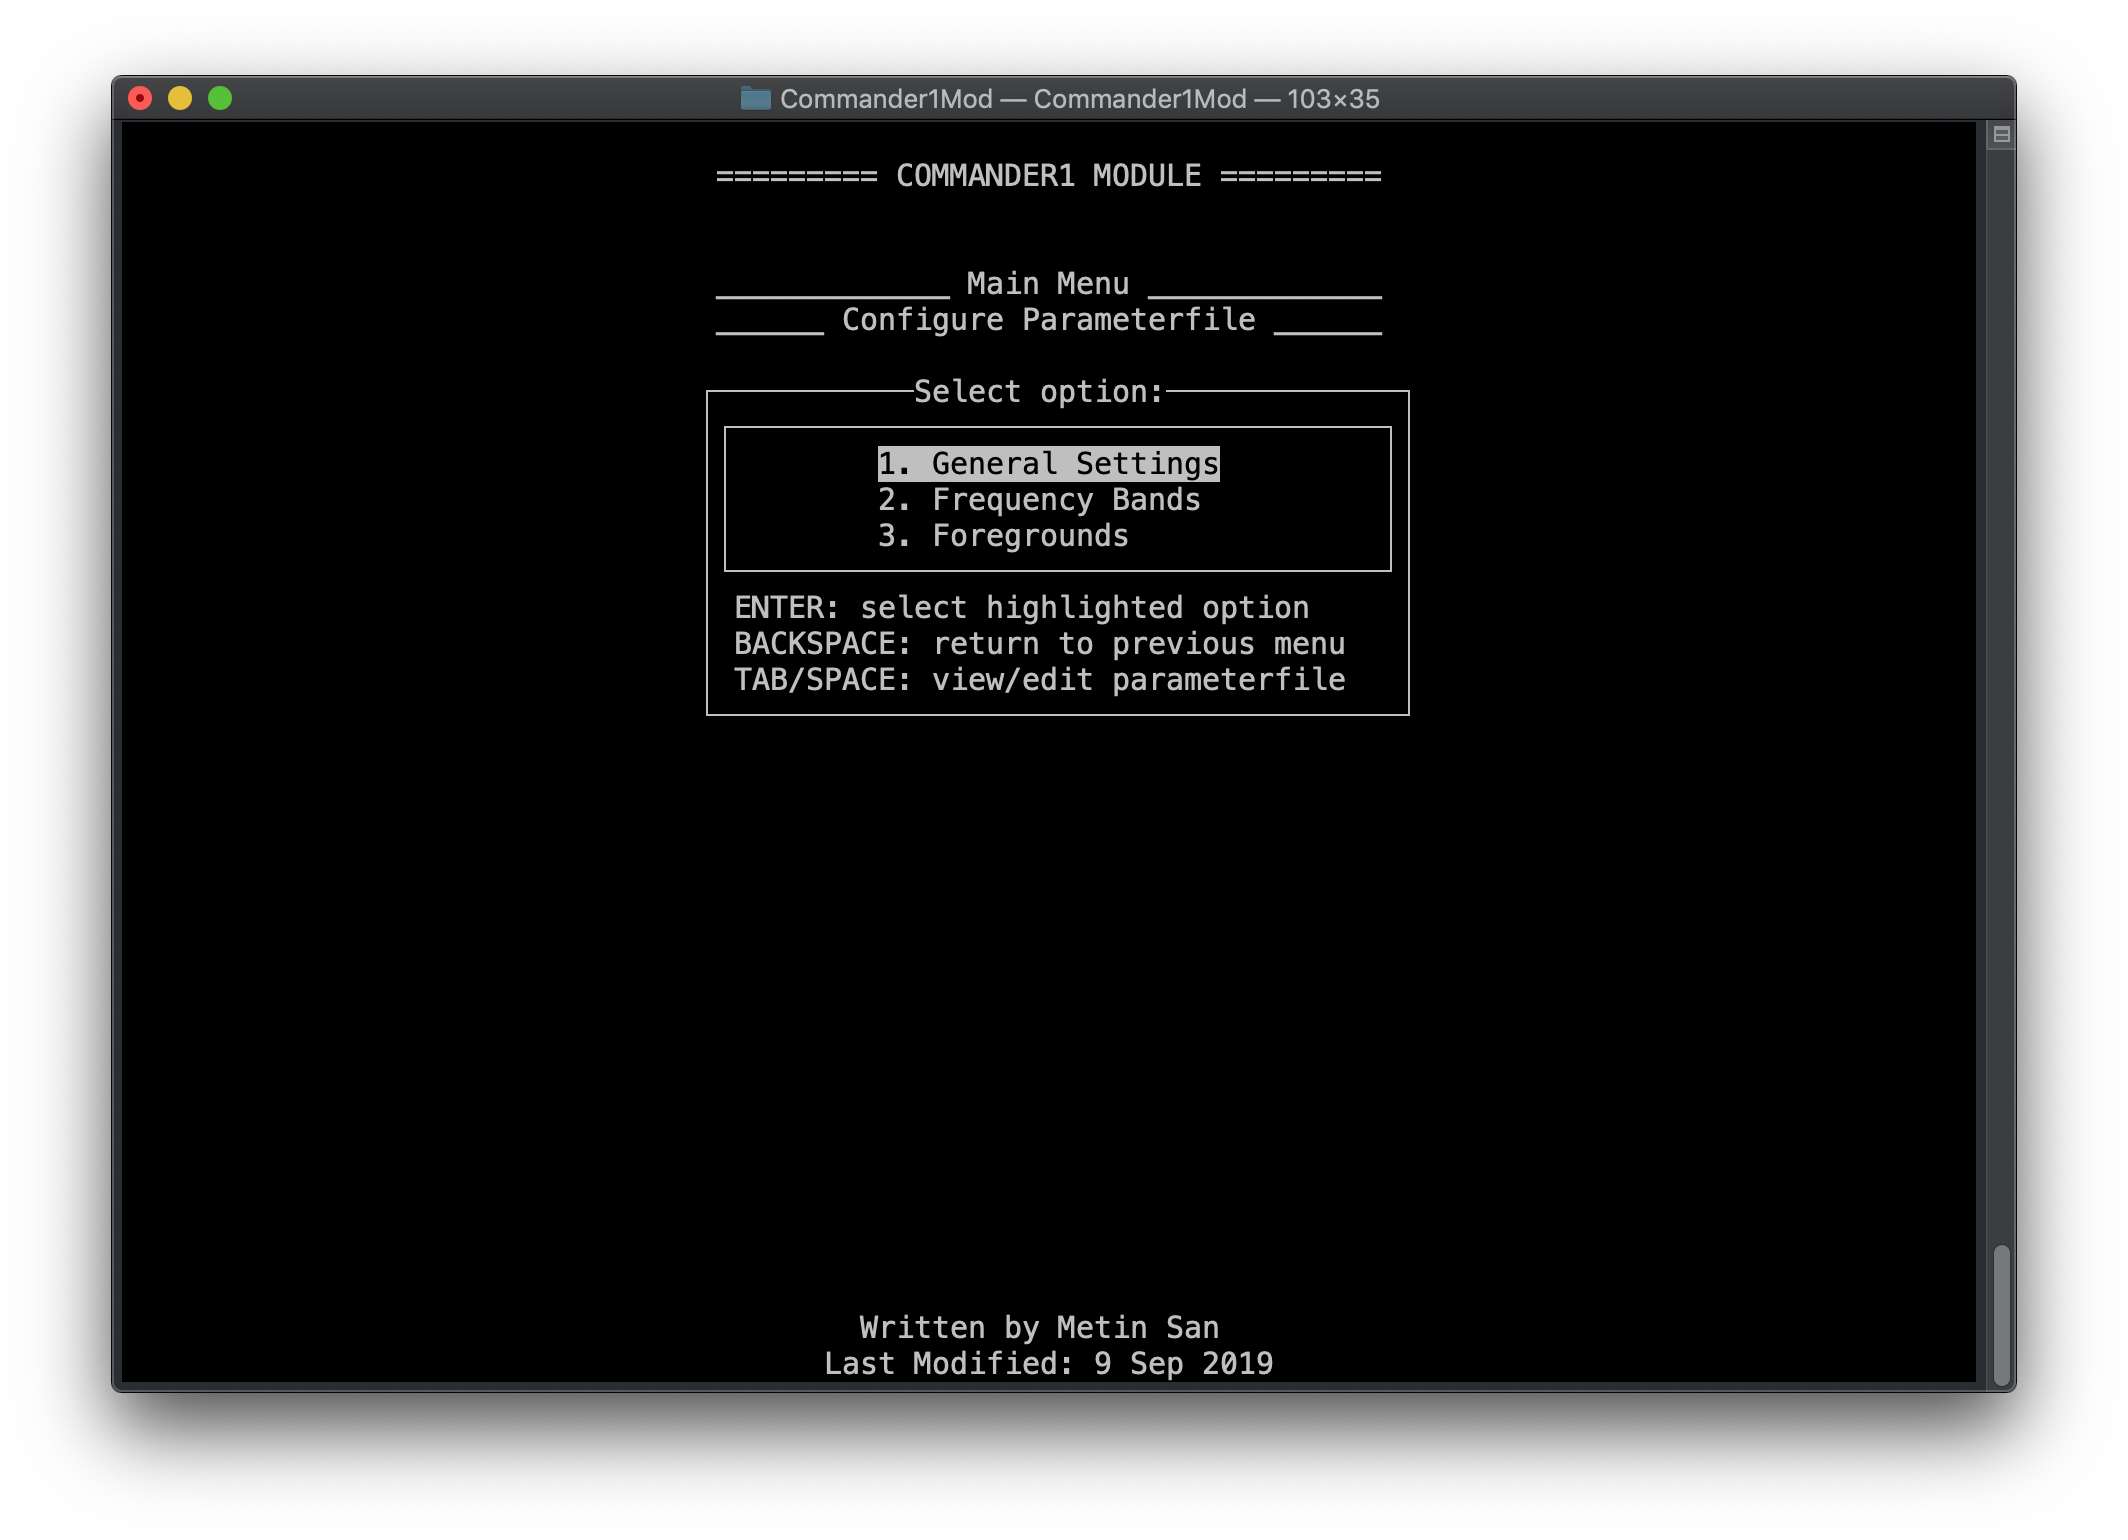 Commander1Mod — Commander1Mod — 103×35
========= COMMANDER1 MODULE =========
_____________ Main Menu _____________
______ Configure Parameterfile ______
Select option:
1. General Settings
2. Frequency Bands
3. Foregrounds
ENTER: select highlighted option
BACKSPACE: return to previous menu
TAB/SPACE: view/edit parameterfile
Written by Metin San
Last Modified: 9 Sep 2019